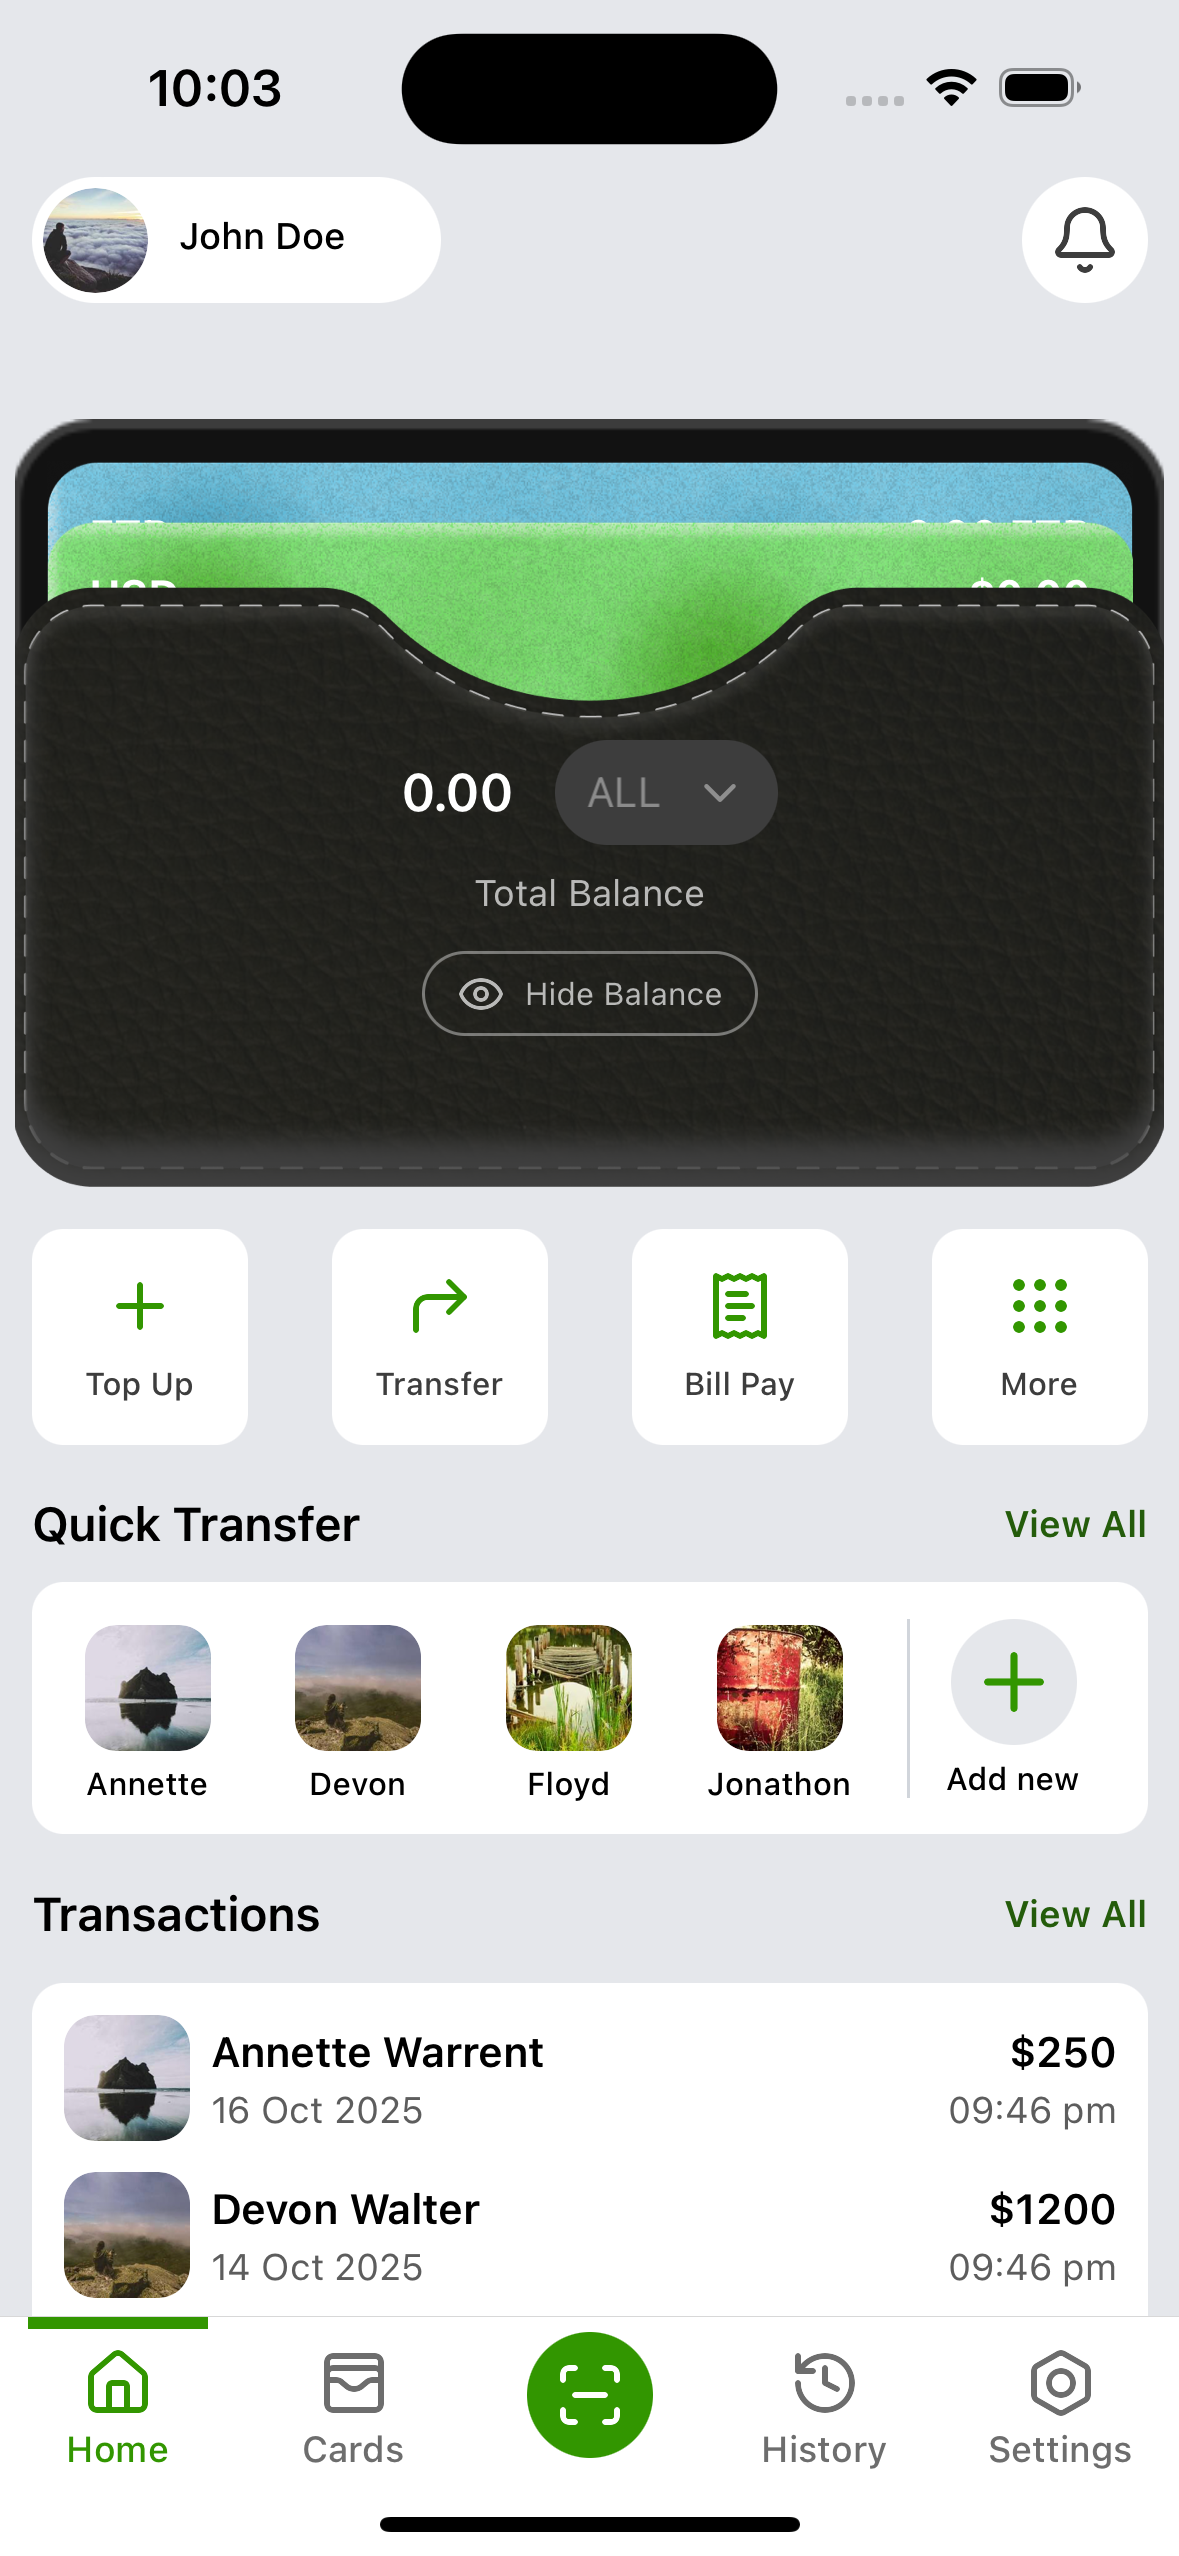 10:03
John Doe
USD $0.00
0.00 ALL
Total Balance
Hide Balance
Top Up Transfer Bill Pay More
Quick Transfer View All
Annette Devon Floyd Jonathon Add new
Transactions View All
Annette Warrent $250
16 Oct 2025 09:46 pm
Devon Walter $1200
14 Oct 2025 09:46 pm
Home Cards History Settings